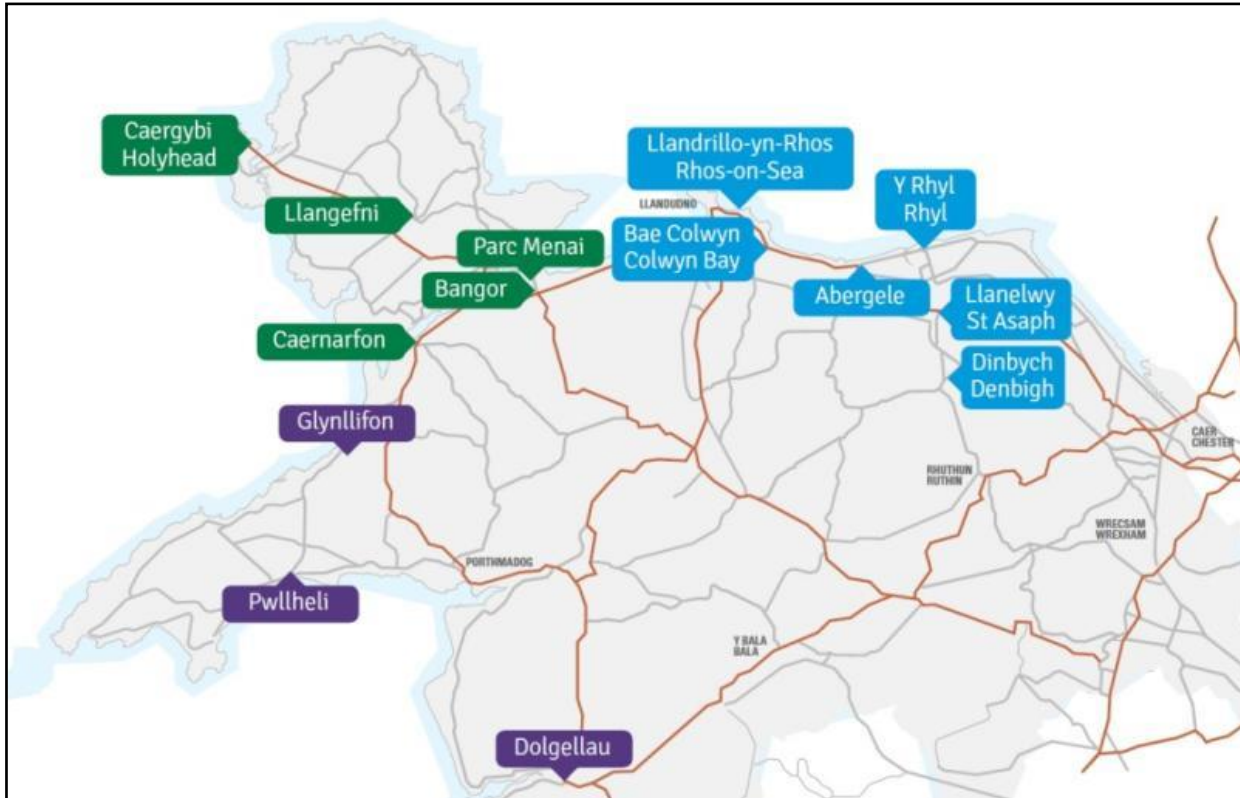 Caergybi
Holyhead
Llangefni
Parc Menai
Bangor
Caernarfon
Glynllifon
Pwllheli
Dolgellau
Llandrillo-yn-Rhos
Rhos-on-Sea
LLANDUDNO
Bae Colwyn
Colwyn Bay
Y Rhyl
Rhyl
Abergele
Llanelwy
St Asaph
Dinbych
Denbigh
CAER
CHESTER
RHUTHUN
RUTHIN
WRECSAM
WREXHAM
PORTHMADOG
Y BALA
BALA